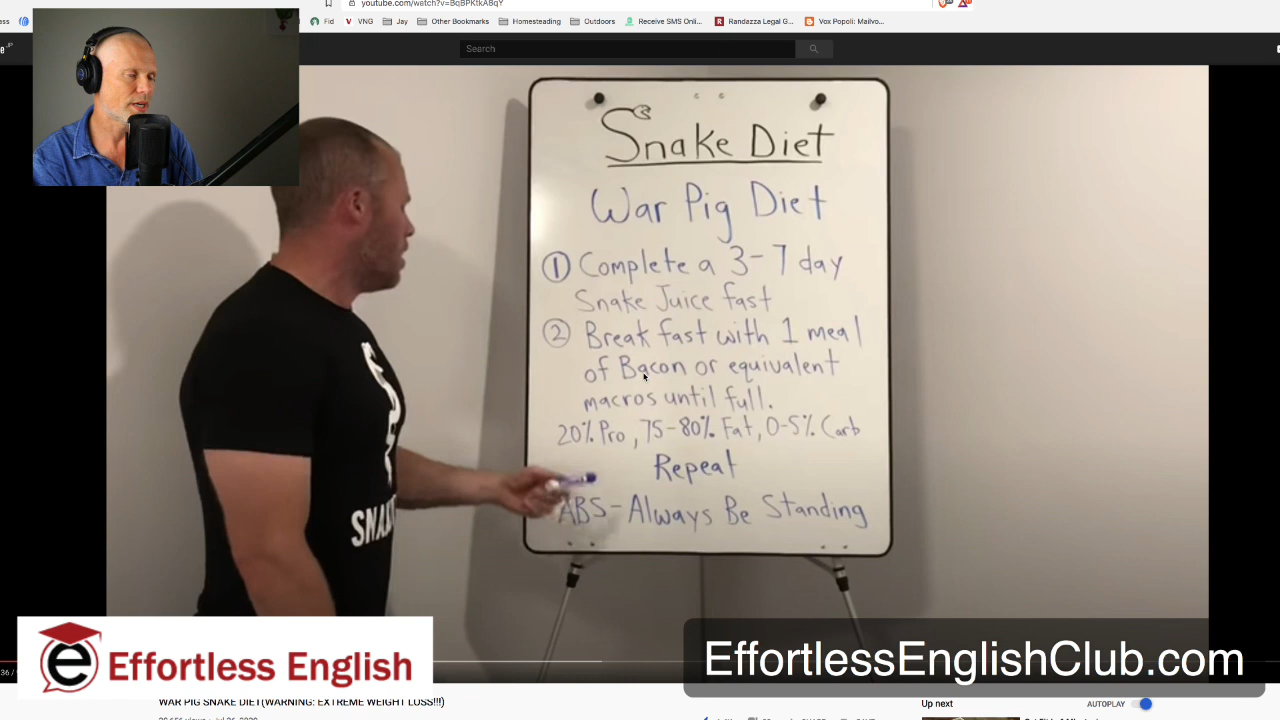 youtube.com/watch?v=BqBPKtkA8qY
Fid
VNG
Jay
Other Bookmarks
Homesteading
Outdoors
Receive SMS Onli...
Randazza Legal G...
Vox Popoli: Mailvo...
Search
Snake Diet
War Pig Diet
1 Complete a 3-7 day
Snake Juice fast
2 Break fast with 1 meal
of Bacon or equivalent
macros until full.
20% Pro, 75-80% Fat, 0-5% Carb
Repeat
ABS-Always Be Standing
e Effortless English
EffortlessEnglishClub.com
WAR PIG SNAKE DIET(WARNING: EXTREME WEIGHT LOSS!!!)
Up next
AUTOPLAY